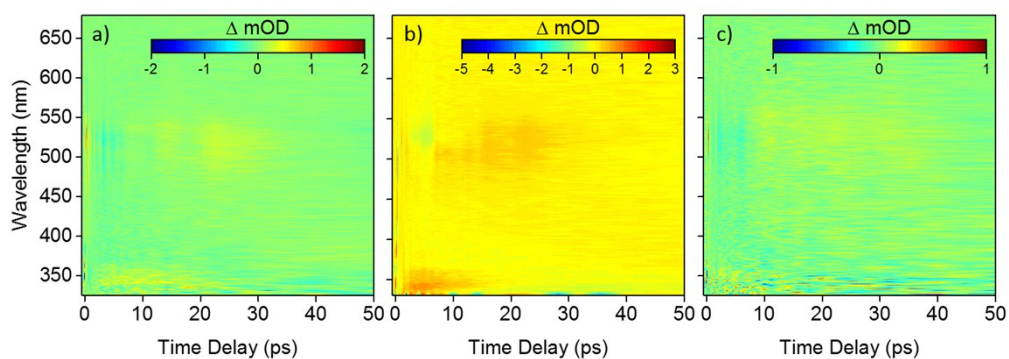 a)
Δ mOD
-2 -1 0 1 2
b)
Δ mOD
-5 -4 -3 -2 -1 0 1 2 3
c)
Δ mOD
-1 0 1
Wavelength (nm)
650
600
550
500
450
400
350
0 10 20 30 40 50
0 10 20 30 40 50
0 10 20 30 40 50
Time Delay (ps)
Time Delay (ps)
Time Delay (ps)